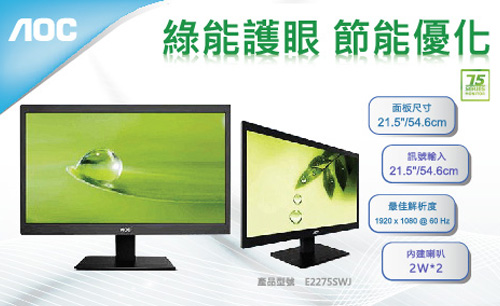 AOC
綠能護眼 節能優化
75
面板尺寸
21.5"/54.6cm
訊號輸入
21.5"/54.6cm
最佳解析度
1920 x 1080 @ 60 Hz
內建喇叭
2W*2
AOC
AOC
產品型號 E2275SWJ